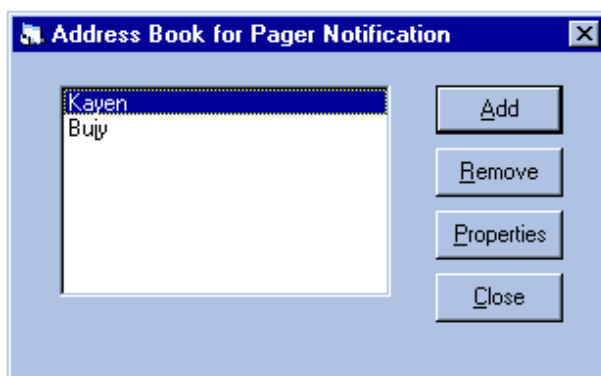 Address Book for Pager Notification
Kayen
Bujy
Add
Remove
Properties
Close